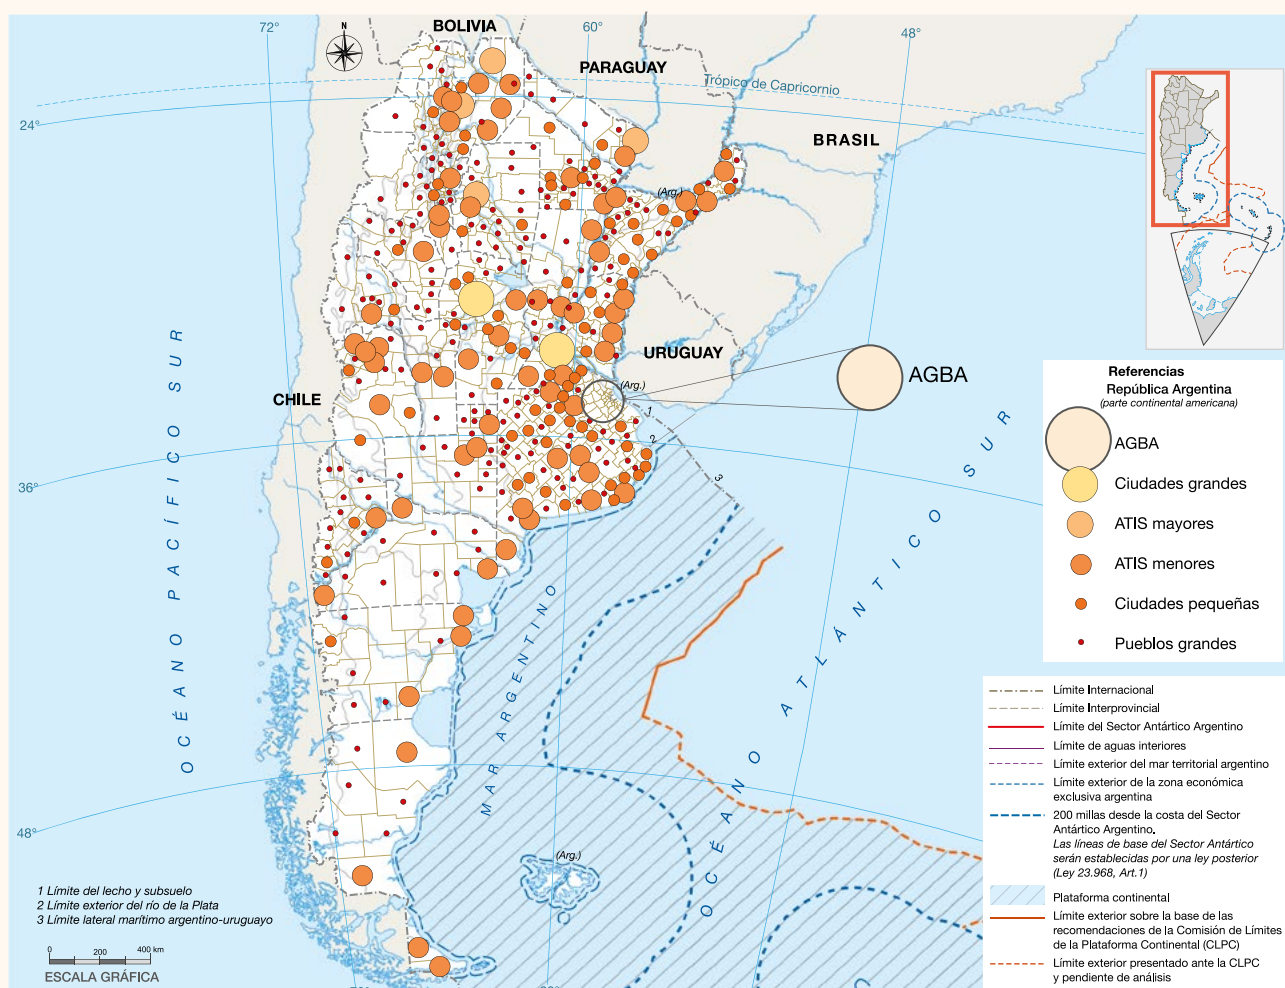 72°
BOLIVIA
60°
48°
N
PARAGUAY
Trópico de Capricornio
24°
BRASIL
(Arg.)
URUGUAY
CHILE
(Arg.)
AGBA
1
2
3
36°
OCÉANO PACÍFICO SUR
MAR ARGENTINO
OCÉANO ATLÁNTICO SUR
48°
(Arg.)
1 Límite del lecho y subsuelo
2 Límite exterior del río de la Plata
3 Límite lateral marítimo argentino-uruguayo
0 200 400 km
ESCALA GRÁFICA
Referencias
República Argentina
(parte continental americana)
AGBA
Ciudades grandes
ATIS mayores
ATIS menores
Ciudades pequeñas
Pueblos grandes
Límite Internacional
Límite Interprovincial
Límite del Sector Antártico Argentino
Límite de aguas interiores
Límite exterior del mar territorial argentino
Límite exterior de la zona económica
exclusiva argentina
200 millas desde la costa del Sector
Antártico Argentino.
Las líneas de base del Sector Antártico
serán establecidas por una ley posterior
(Ley 23.968, Art.1)
Plataforma continental
Límite exterior sobre la base de las
recomendaciones de la Comisión de Límites
de la Plataforma Continental (CLPC)
Límite exterior presentado ante la CLPC
y pendiente de análisis